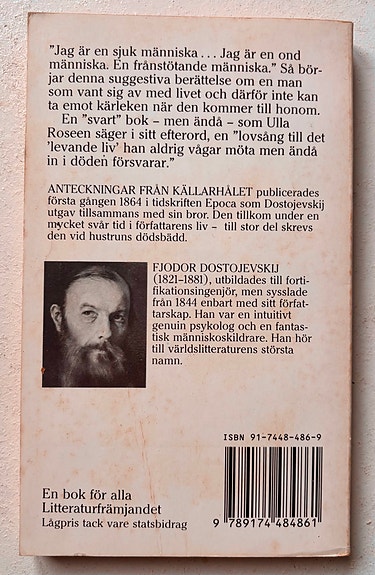 "Jag är en sjuk människa . . . Jag är en ond
människa. En frånstötande människa." Så bör-
jar denna suggestiva berättelse om en man
som vant sig av med livet och därför inte kan
ta emot kärleken när den kommer till honom.
En "svart" bok – men ändå – som Ulla
Roseen säger i sitt efterord, en "lovsång till det
'levande liv' han aldrig vågar möta men ändå
in i döden försvarar."
ANTECKNINGAR FRÅN KÄLLARHÅLET publicerades
första gången 1864 i tidskriften Epoca som Dostojevskij
utgav tillsammans med sin bror. Den tillkom under en
mycket svår tid i författarens liv – till stor del skrevs
den vid hustruns dödsbädd.
FJODOR DOSTOJEVSKIJ
(1821–1881), utbildades till forti-
fikationsingenjör, men sysslade
från 1844 enbart med sitt förfat-
tarskap. Han var en intuitivt
genuin psykolog och en fantas-
tisk människoskildrare. Han hör
till världslitteraturens största
namn.
ISBN 91-7448-486-9
En bok för alla
Litteraturfrämjandet
Lågpris tack vare statsbidrag
9 789174 484861